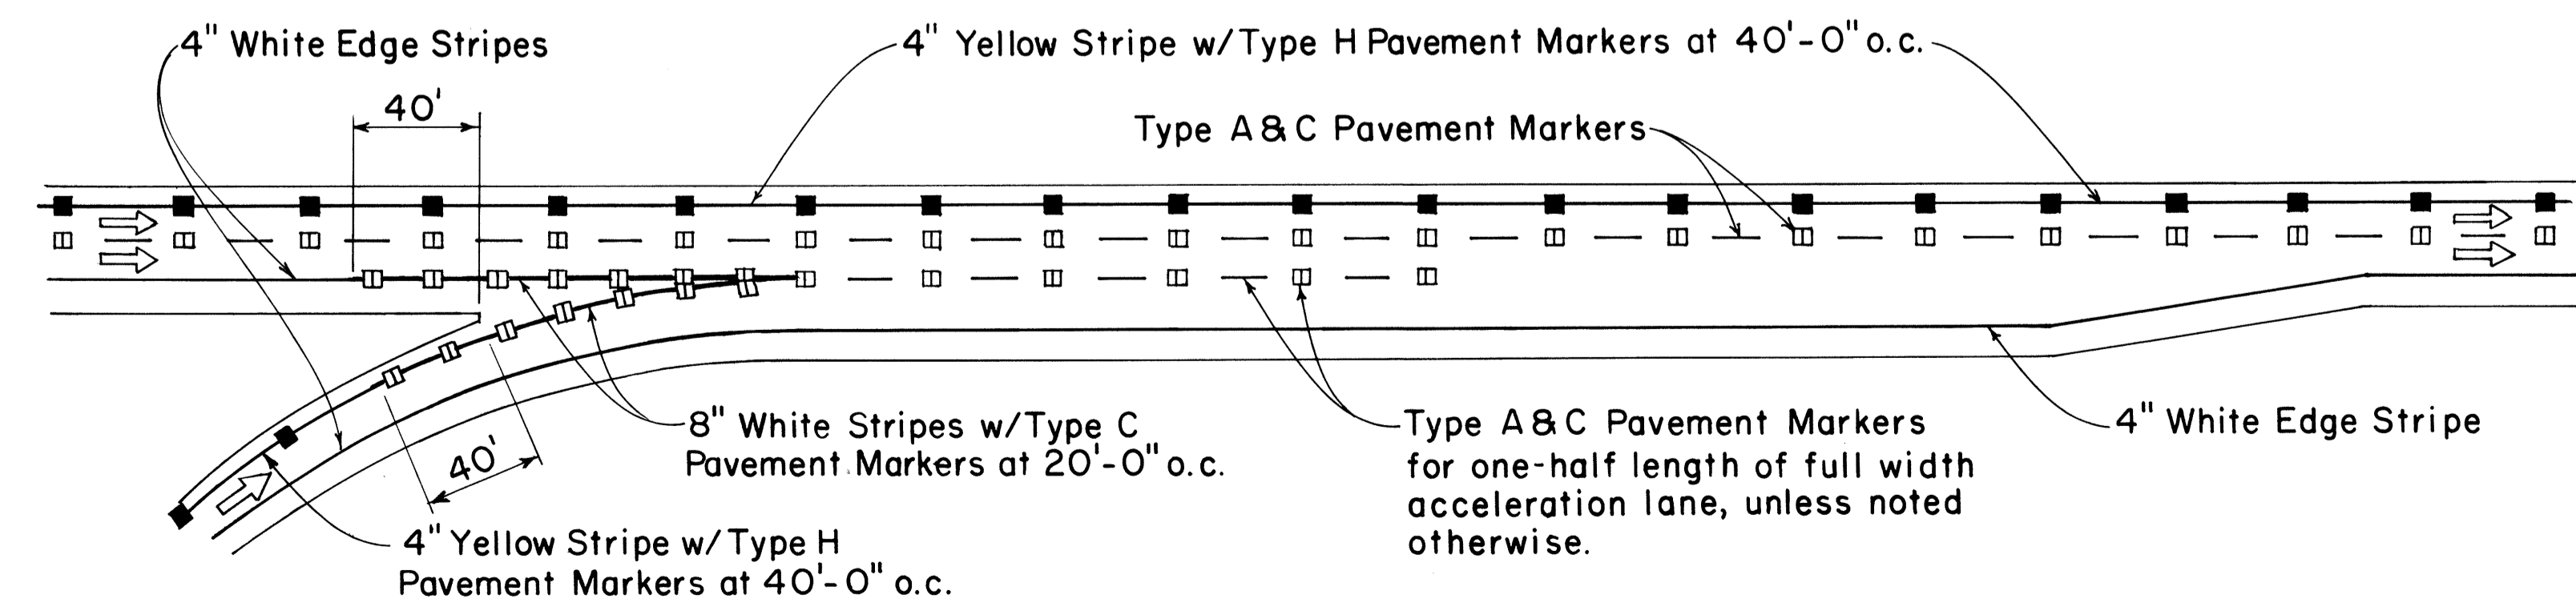 4" White Edge Stripes
4" Yellow Stripe w/Type H Pavement Markers at 40'-0" o.c.
40'
Type A & C Pavement Markers
8" White Stripes w/Type C
Pavement Markers at 20'-0" o.c.
40'
4" Yellow Stripe w/Type H
Pavement Markers at 40'-0" o.c.
Type A & C Pavement Markers
for one-half length of full width
acceleration lane, unless noted
otherwise.
4" White Edge Stripe